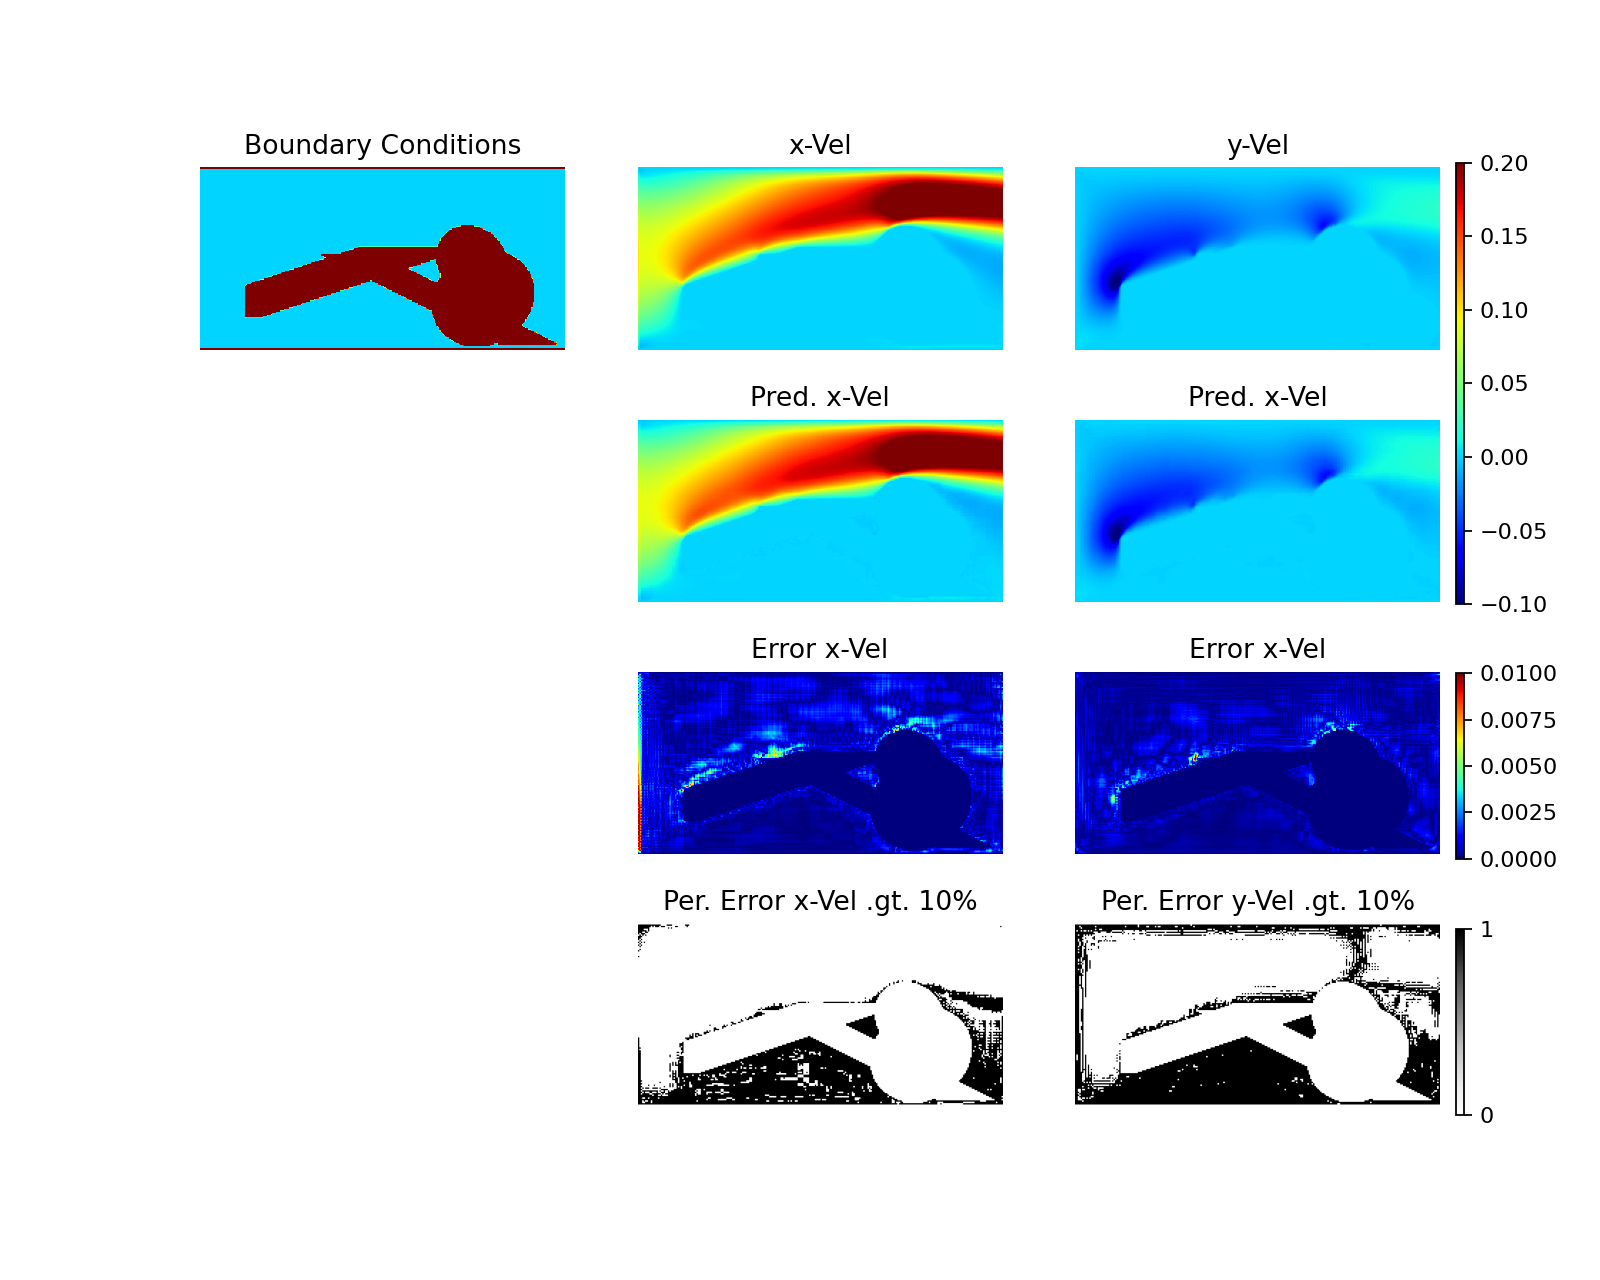 Boundary Conditions
x-Vel
y-Vel
0.20
0.15
0.10
0.05
0.00
−0.05
−0.10
Pred. x-Vel
Pred. x-Vel
Error x-Vel
Error x-Vel
0.0100
0.0075
0.0050
0.0025
0.0000
Per. Error x-Vel .gt. 10%
Per. Error y-Vel .gt. 10%
1
0